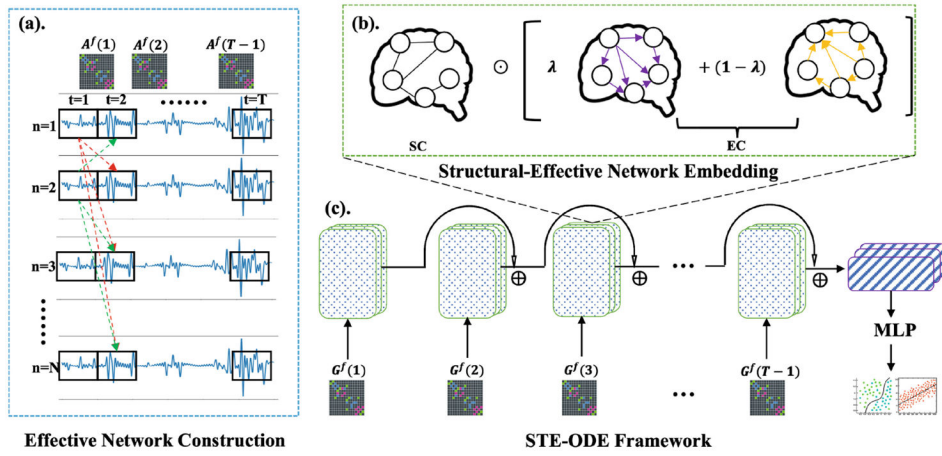 (a).
A^f(1)
A^f(2)
A^f(T − 1)
t=1
t=2
......
t=T
n=1
n=2
n=3
......
n=N
Effective Network Construction
(b).
⊙
λ
+ (1 − λ)
SC
EC
Structural-Effective Network Embedding
(c).
⊕
⊕
...
⊕
MLP
G^f(1)
G^f(2)
G^f(3)
...
G^f(T − 1)
STE-ODE Framework